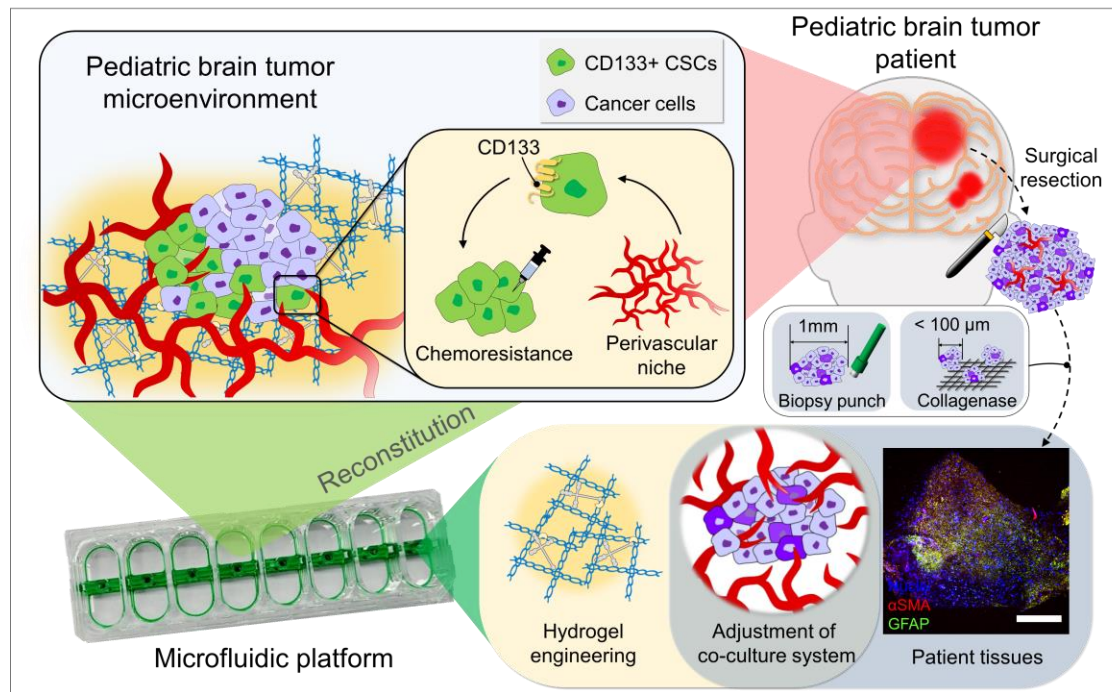 Pediatric brain tumor
microenvironment
CD133+ CSCs
Cancer cells
CD133
Chemoresistance
Perivascular
niche
Pediatric brain tumor
patient
Surgical
resection
1mm
Biopsy punch
< 100 μm
Collagenase
Reconstitution
Microfluidic platform
Hydrogel
engineering
Adjustment of
co-culture system
αSMA
GFAP
Patient tissues